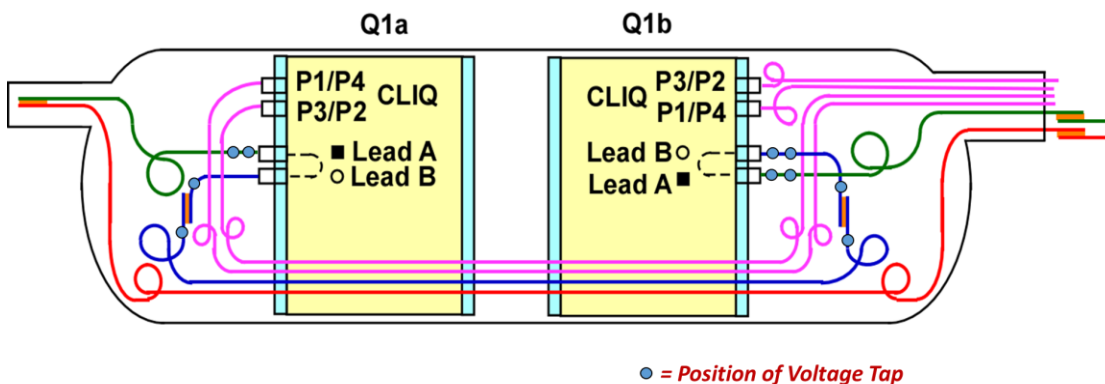 Q1a
Q1b
P1/P4
P3/P2
CLIQ
Lead A
Lead B
P3/P2
P1/P4
CLIQ
Lead B
Lead A
= Position of Voltage Tap